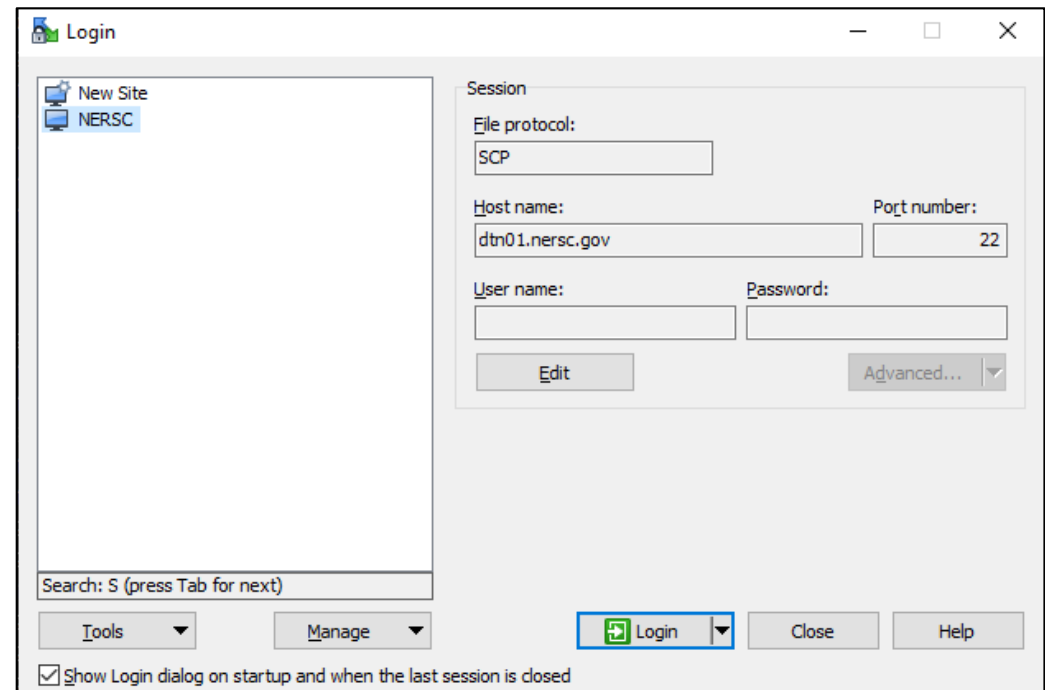 Login
New Site
NERSC
Session
File protocol:
SCP
Host name:
Port number:
dtn01.nersc.gov
22
User name:
Password:
Edit
Advanced...
Search: S (press Tab for next)
Tools
Manage
Login
Close
Help
Show Login dialog on startup and when the last session is closed